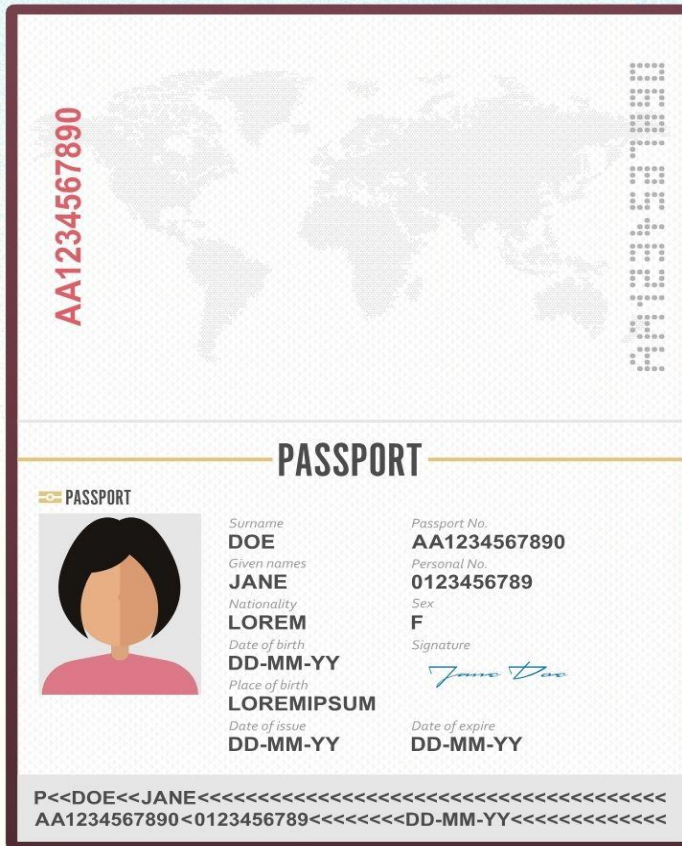 AA1234567890
PASSPORT
PASSPORT
Surname
DOE
Given names
JANE
Nationality
LOREM
Date of birth
DD-MM-YY
Place of birth
LOREMIPSUM
Date of issue
DD-MM-YY
Passport No.
AA1234567890
Personal No.
0123456789
Sex
F
Signature
Jane Doe
Date of expire
DD-MM-YY
P<<DOE<<JANE<<<<<<<<<<<<<<<<<<<<<<<<<<<<<<<<<<<<<<<
AA1234567890<0123456789<<<<<<<<DD-MM-YY<<<<<<<<<<<<<